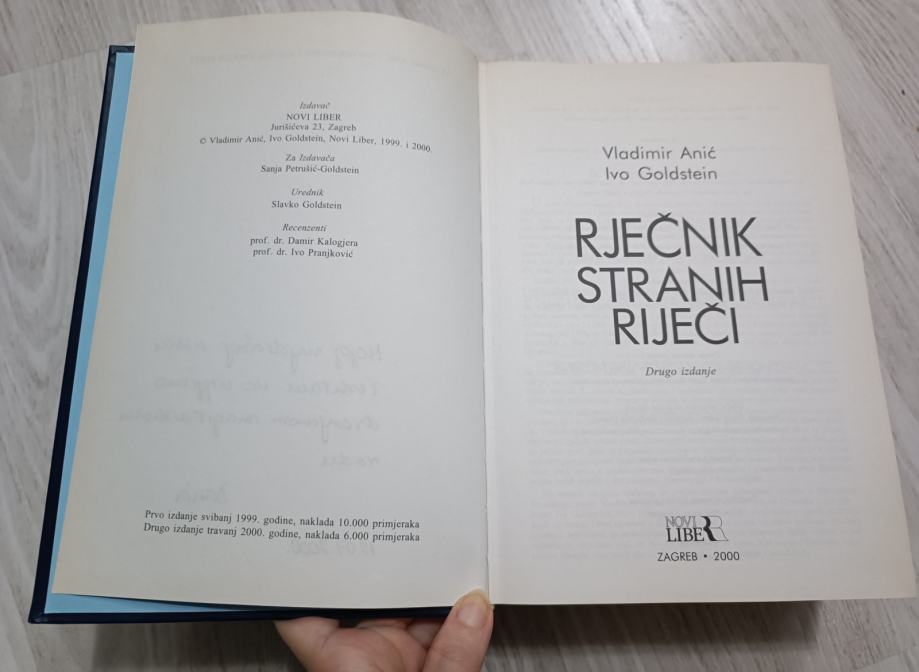 Izdavač
NOVI LIBER
Jurišićeva 23, Zagreb
© Vladimir Anić, Ivo Goldstein, Novi Liber, 1999. i 2000.
Za Izdavača
Sanja Petrušić-Goldstein
Urednik
Slavko Goldstein
Recenzenti
prof. dr. Damir Kalogjera
prof. dr. Ivo Pranjković
Prvo izdanje svibanj 1999. godine, naklada 10.000 primjeraka
Drugo izdanje travanj 2000. godine, naklada 6.000 primjeraka
Vladimir Anić
Ivo Goldstein
RJEČNIK
STRANIH
RIJEČI
Drugo izdanje
NOVI
LIBER
ZAGREB • 2000